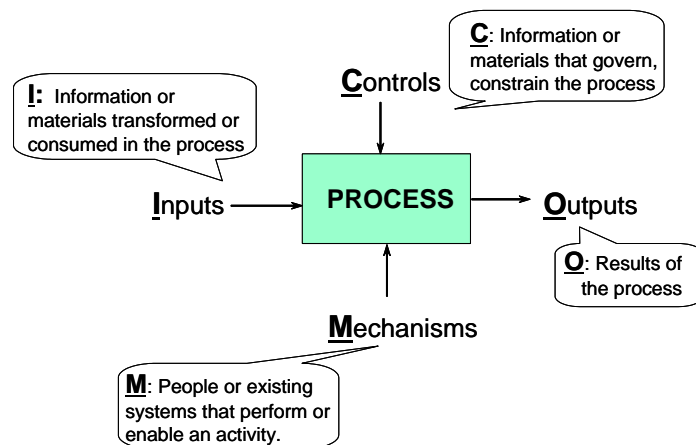 C: Information or
materials that govern,
constrain the process
Controls
I: Information or
materials transformed or
consumed in the process
Inputs
PROCESS
Outputs
O: Results of
the process
Mechanisms
M: People or existing
systems that perform or
enable an activity.